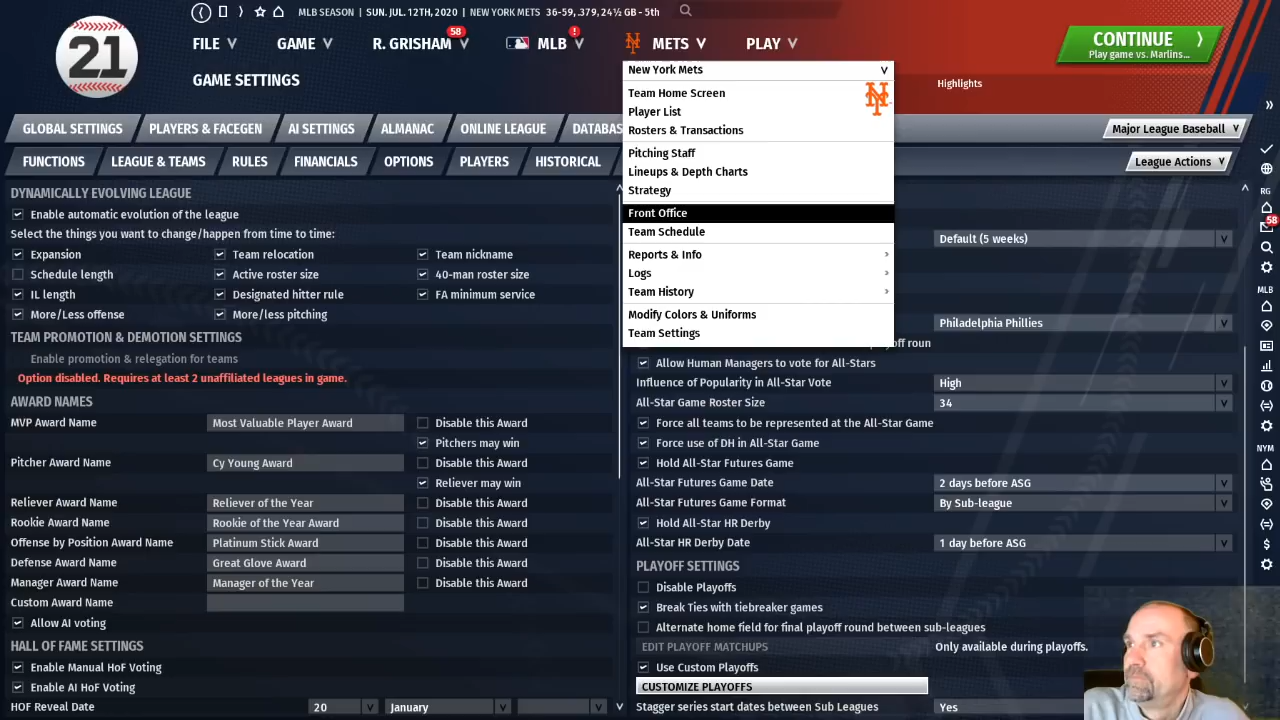 MLB SEASON | SUN. JUL. 12TH, 2020 | NEW YORK METS 36-59, .379, 24½ GB - 5th
21
FILE GAME R. GRISHAM 58 MLB ! METS PLAY
CONTINUE
Play game vs. Marlins...
GAME SETTINGS
New York Mets
Team Home Screen
Player List
Rosters & Transactions
Pitching Staff
Lineups & Depth Charts
Strategy
Front Office
Team Schedule
Reports & Info
Logs
Team History
Modify Colors & Uniforms
Team Settings
Highlights
GLOBAL SETTINGS PLAYERS & FACEGEN AI SETTINGS ALMANAC ONLINE LEAGUE DATABAS
Major League Baseball
FUNCTIONS LEAGUE & TEAMS RULES FINANCIALS OPTIONS PLAYERS HISTORICAL
League Actions
DYNAMICALLY EVOLVING LEAGUE
Enable automatic evolution of the league
Select the things you want to change/happen from time to time:
Expansion Team relocation Team nickname
Schedule length Active roster size 40-man roster size
IL length Designated hitter rule FA minimum service
More/Less offense More/less pitching
TEAM PROMOTION & DEMOTION SETTINGS
Enable promotion & relegation for teams
Option disabled. Requires at least 2 unaffiliated leagues in game.
AWARD NAMES
MVP Award Name Most Valuable Player Award Disable this Award
Pitchers may win
Pitcher Award Name Cy Young Award Disable this Award
Reliever may win
Reliever Award Name Reliever of the Year Disable this Award
Rookie Award Name Rookie of the Year Award Disable this Award
Offense by Position Award Name Platinum Stick Award Disable this Award
Defense Award Name Great Glove Award Disable this Award
Manager Award Name Manager of the Year Disable this Award
Custom Award Name
Allow AI voting
HALL OF FAME SETTINGS
Enable Manual HoF Voting
Enable AI HoF Voting
HOF Reveal Date 20 January
Default (5 weeks)
Philadelphia Phillies
ayoff roun
Allow Human Managers to vote for All-Stars
Influence of Popularity in All-Star Vote High
All-Star Game Roster Size 34
Force all teams to be represented at the All-Star Game
Force use of DH in All-Star Game
Hold All-Star Futures Game
All-Star Futures Game Date 2 days before ASG
All-Star Futures Game Format By Sub-league
Hold All-Star HR Derby
All-Star HR Derby Date 1 day before ASG
PLAYOFF SETTINGS
Disable Playoffs
Break Ties with tiebreaker games
Alternate home field for final playoff round between sub-leagues
EDIT PLAYOFF MATCHUPS Only available during playoffs.
Use Custom Playoffs
CUSTOMIZE PLAYOFFS
Stagger series start dates between Sub Leagues Yes
RG
58
MLB
NYM
$